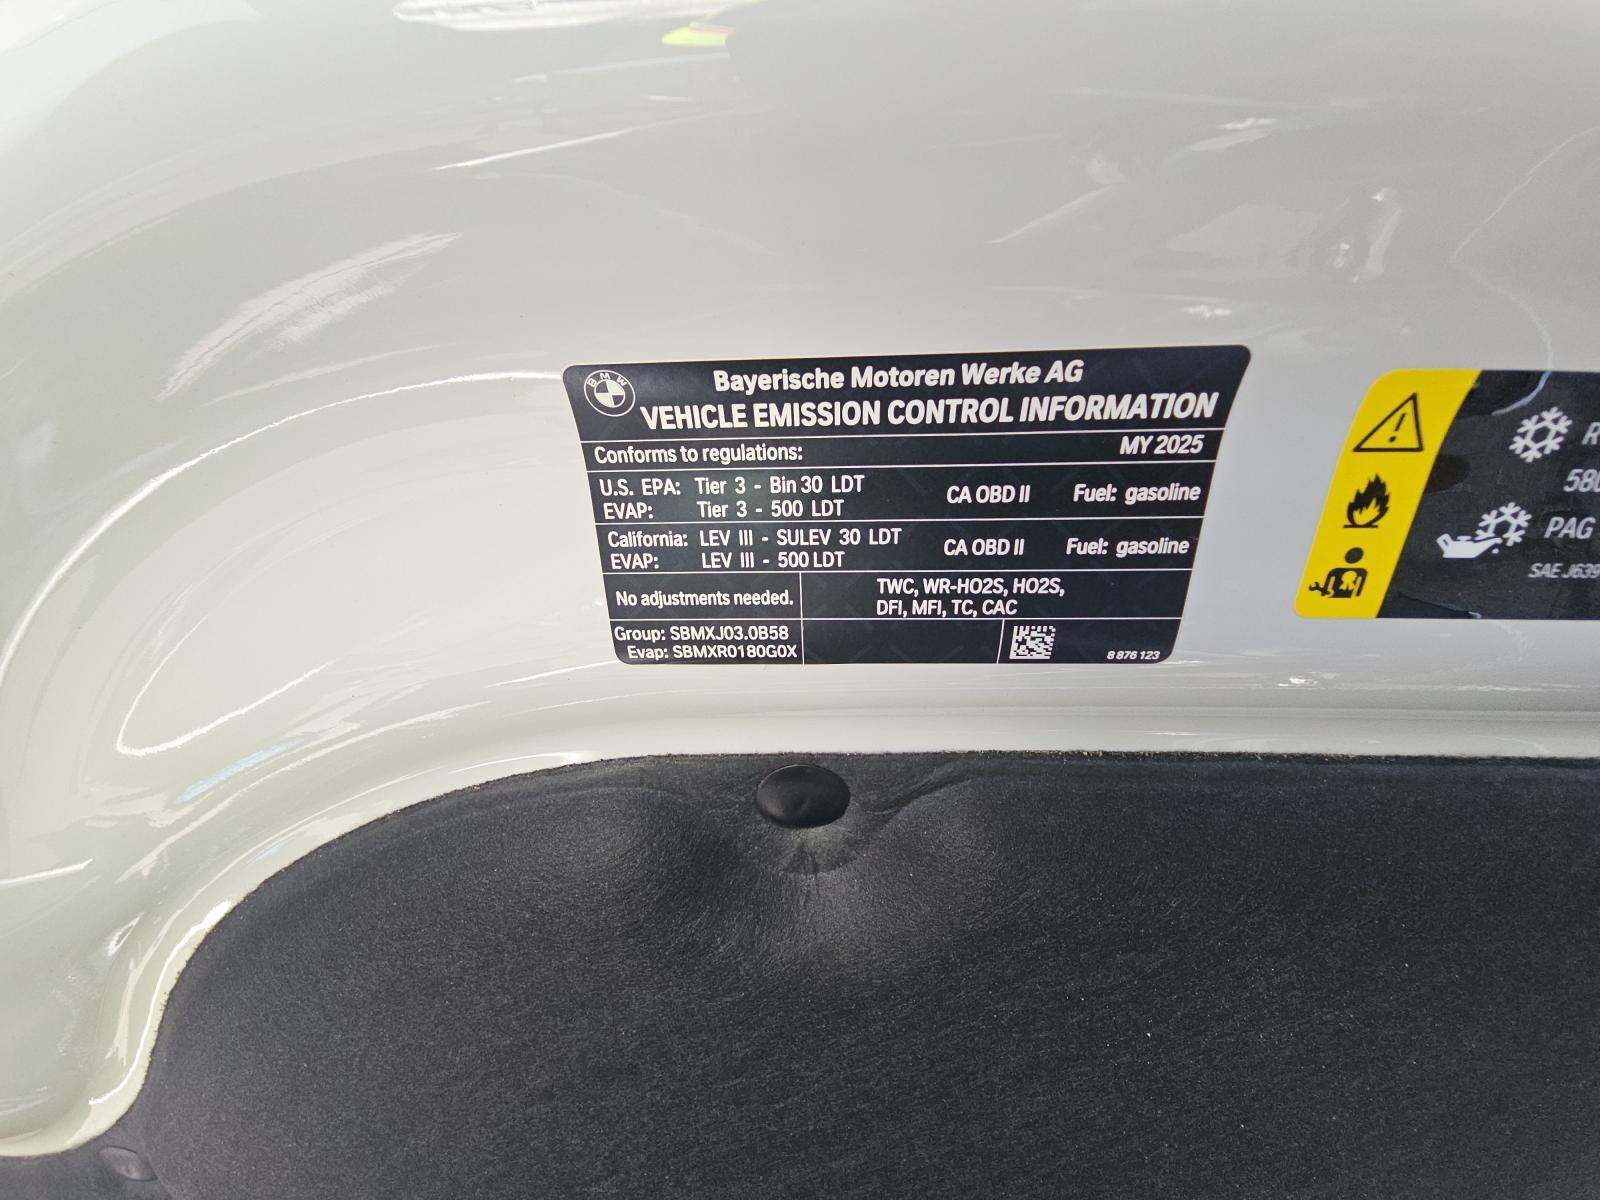 BMW
Bayerische Motoren Werke AG
VEHICLE EMISSION CONTROL INFORMATION
Conforms to regulations: MY 2025
U.S. EPA: Tier 3 - Bin 30 LDT CA OBD II Fuel: gasoline
EVAP: Tier 3 - 500 LDT
California: LEV III - SULEV 30 LDT CA OBD II Fuel: gasoline
EVAP: LEV III - 500 LDT
No adjustments needed. TWC, WR-HO2S, HO2S,
DFI, MFI, TC, CAC
Group: SBMXJ03.0B58
Evap: SBMXR0180G0X 8 876 123
PAG
SAE J639